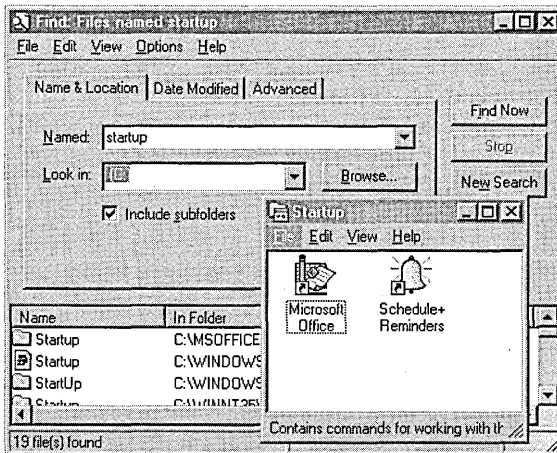 Find: Files named startup
File Edit View Options Help
Name & Location Date Modified Advanced
Named: startup
Look in:
Include subfolders
Browse...
Find Now
Stop
New Search
Startup
File Edit View Help
Microsoft Office
Schedule+ Reminders
Contains commands for working with th
Name In Folder
Startup C:\MSOFFICE
Startup C:\WINDOWS
StartUp C:\WINDOWS
Startup
19 file(s) found